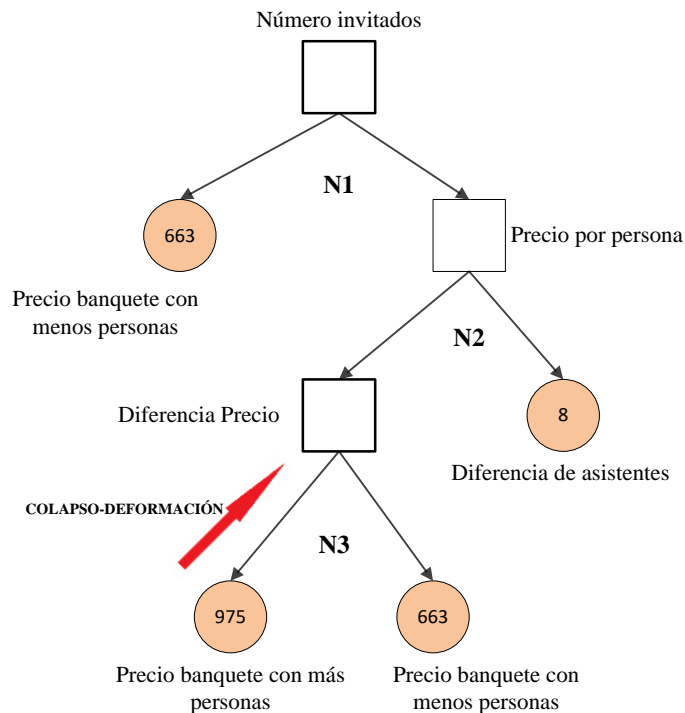 Número invitados
N1
663
Precio por persona
Precio banquete con
menos personas
N2
Diferencia Precio
8
Diferencia de asistentes
COLAPSO-DEFORMACIÓN
N3
975
663
Precio banquete con más
personas
Precio banquete con
menos personas